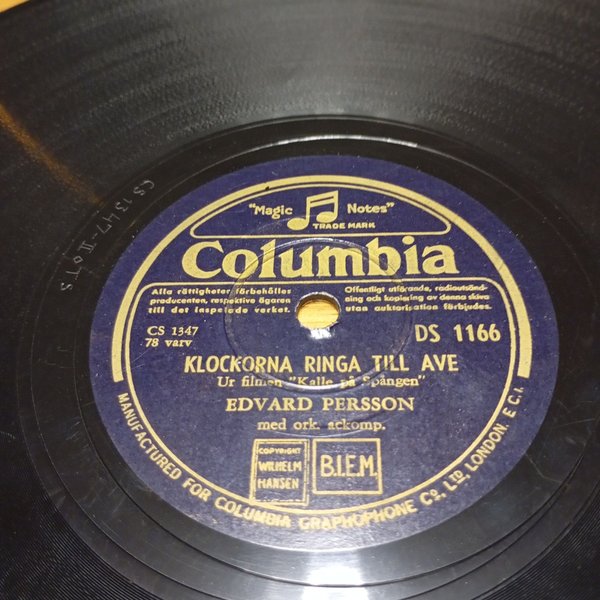 "Magic Notes"
TRADE MARK
Columbia
Alla rättigheter förbehålles
producenten, respektive ägaren
till det inspelade verket.
Offentligt utförande, radioutsänd-
ning och kopiering av denna skiva
utan auktorisation förbjudes.
CS 1347
78 varv
DS 1166
KLOCKORNA RINGA TILL AVE
Ur filmen "Kalle på Spången"
EDVARD PERSSON
med ork. ackomp.
COPYRIGHT
WILHELM
HANSEN
B.I.E.M.
MANUFACTURED FOR COLUMBIA GRAPHOPHONE CO., LTD, LONDON. E C 1.
CS 1347 II